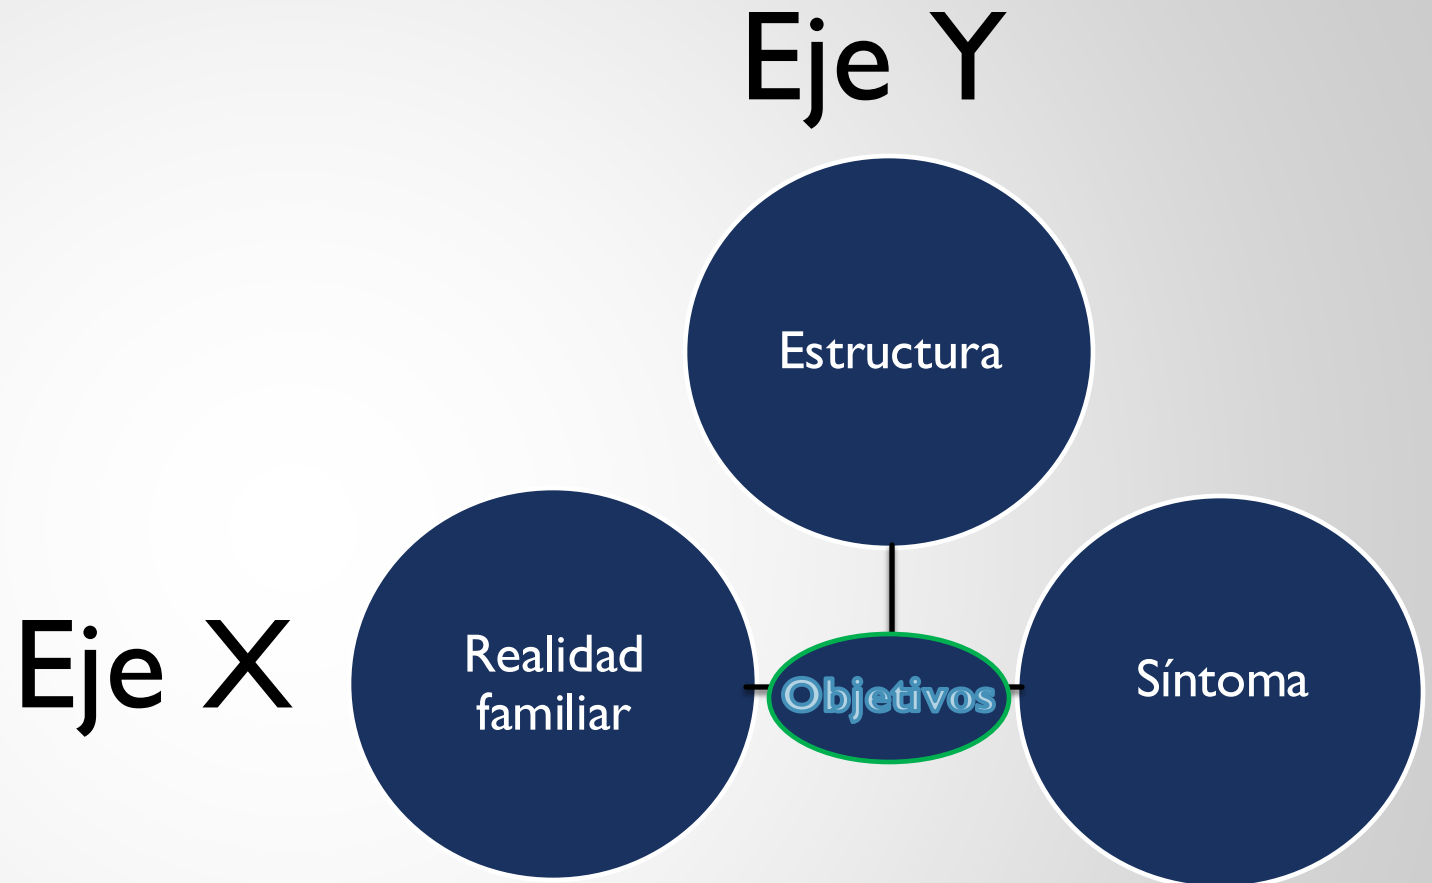 Eje Y
Estructura
Eje X
Realidad
familiar
Objetivos
Síntoma